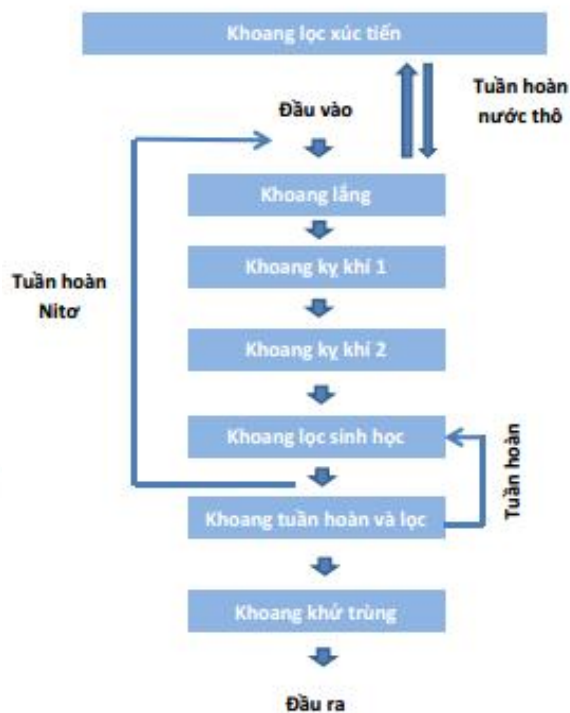 Khoang lọc xúc tiến
Tuần hoàn
nước thô
Đầu vào
Khoang lắng
Khoang kỵ khí 1
Tuần hoàn
Nitơ
Khoang kỵ khí 2
Khoang lọc sinh học
Tuần hoàn
Khoang tuần hoàn và lọc
Khoang khử trùng
Đầu ra